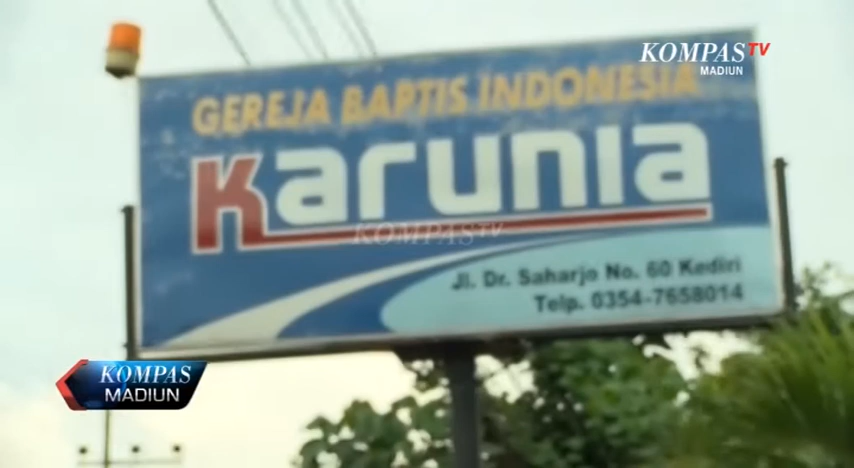 KOMPAS TV
MADIUN
GEREJA BAPTIS INDONESIA
Karunia
KOMPAS TV
Jl. Dr. Saharjo No. 60 Kediri
Telp. 0354-7658014
KOMPAS
MADIUN